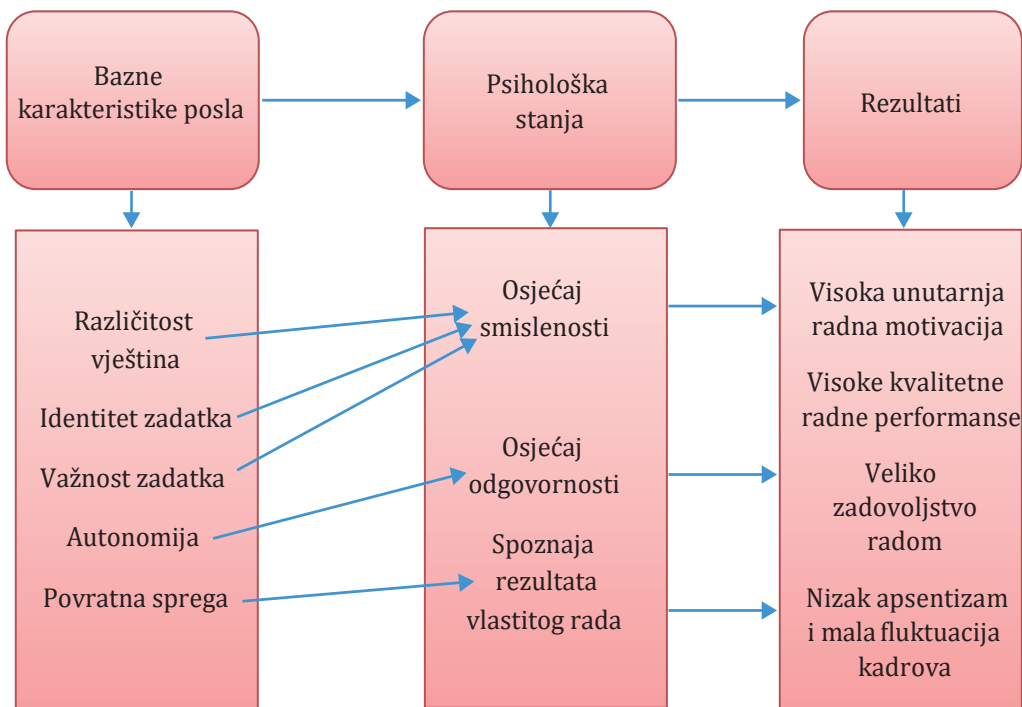 Bazne
karakteristike posla
Psihološka
stanja
Rezultati
Različitost
vještina
Identitet zadatka
Važnost zadatka
Autonomija
Povratna sprega
Osjećaj
smislenosti
Osjećaj
odgovornosti
Spoznaja
rezultata
vlastitog rada
Visoka unutarnja
radna motivacija
Visoke kvalitetne
radne performanse
Veliko
zadovoljstvo
radom
Nizak apsentizam
i mala fluktuacija
kadrova